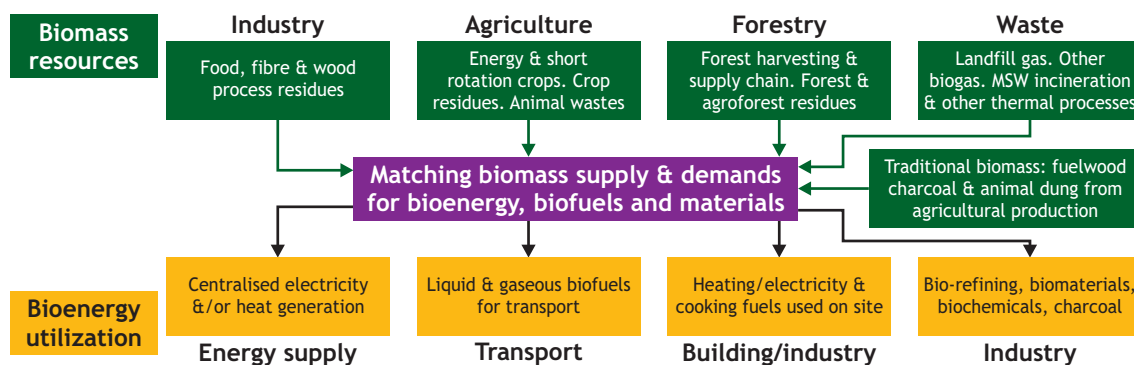 Biomass
resources
Industry
Food, fibre & wood
process residues
Agriculture
Energy & short
rotation crops. Crop
residues. Animal wastes
Forestry
Forest harvesting &
supply chain. Forest &
agroforest residues
Waste
Landfill gas. Other
biogas. MSW incineration
& other thermal processes
Matching biomass supply & demands
for bioenergy, biofuels and materials
Traditional biomass: fuelwood
charcoal & animal dung from
agricultural production
Bioenergy
utilization
Centralised electricity
&/or heat generation
Energy supply
Liquid & gaseous biofuels
for transport
Transport
Heating/electricity &
cooking fuels used on site
Building/industry
Bio-refining, biomaterials,
biochemicals, charcoal
Industry